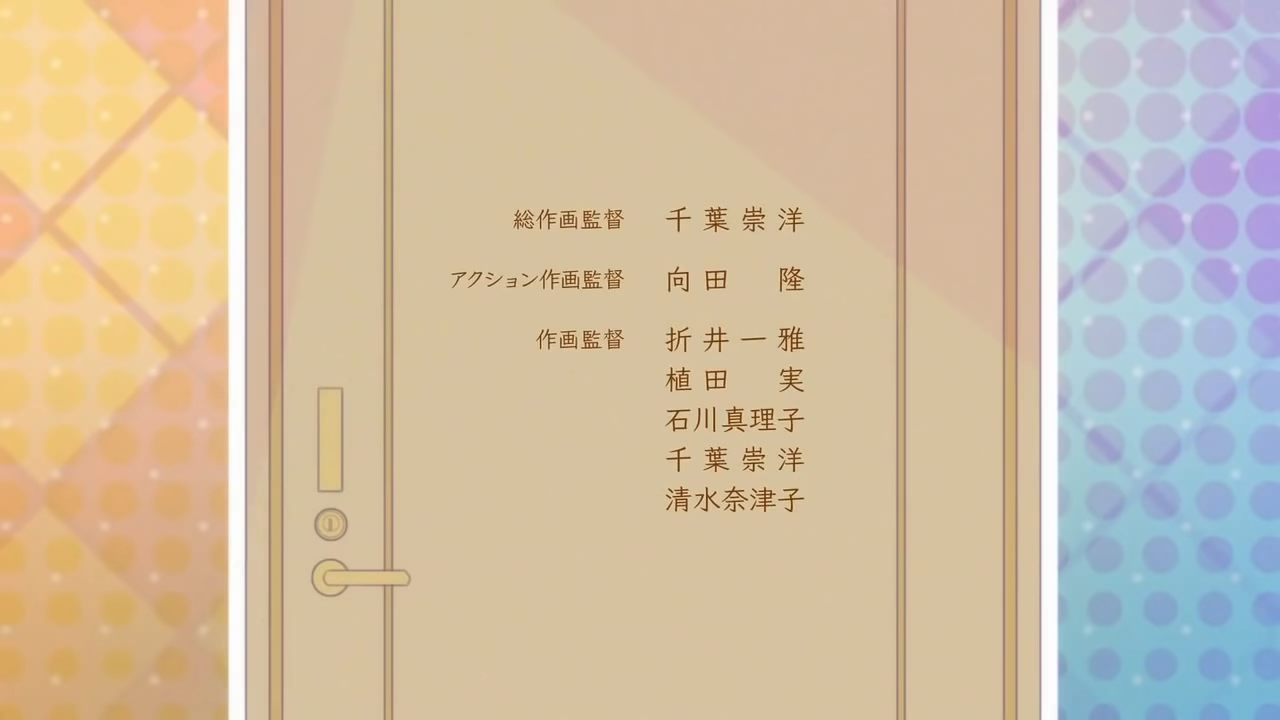 総作画監督 千葉崇洋
アクション作画監督 向田 隆
作画監督 折井一雅
植田 実
石川真理子
千葉崇洋
清水奈津子